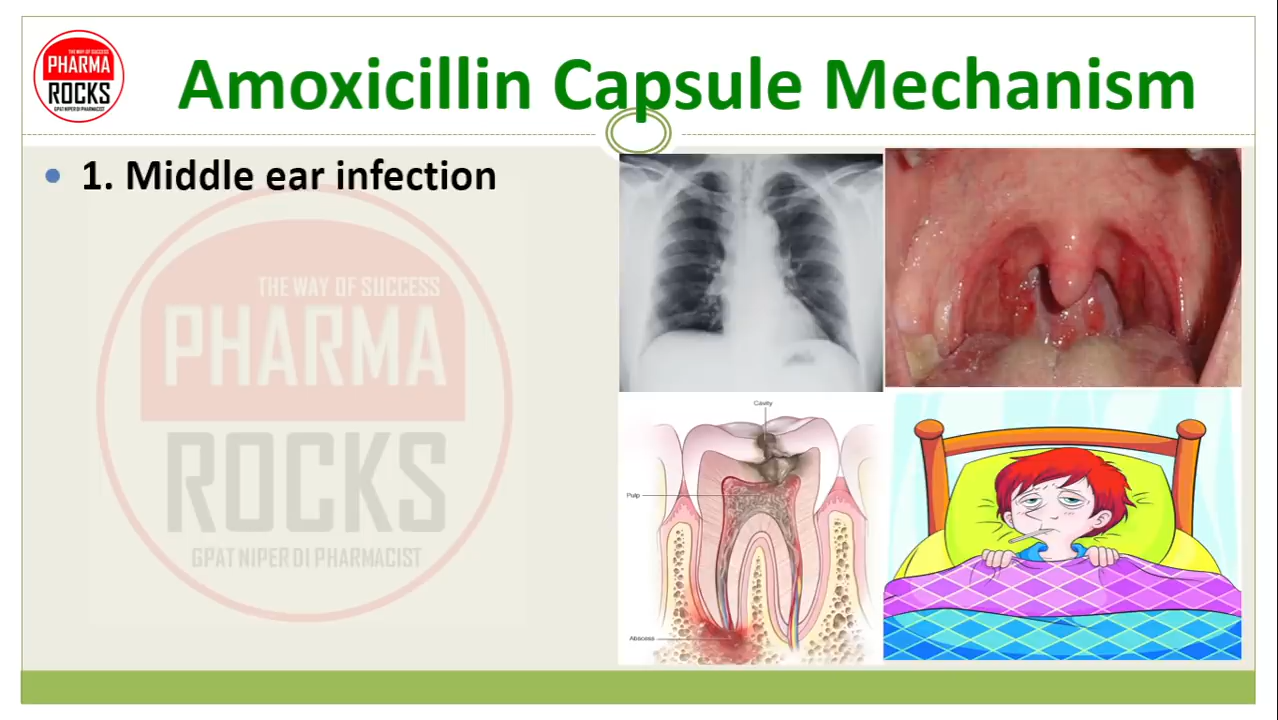 THE WAY OF SUCCESS
PHARMA
ROCKS
GPAT NIPER DI PHARMACIST
Amoxicillin Capsule Mechanism
• 1. Middle ear infection
THE WAY OF SUCCESS
PHARMA
ROCKS
GPAT NIPER DI PHARMACIST
Cavity
Pulp
Abscess